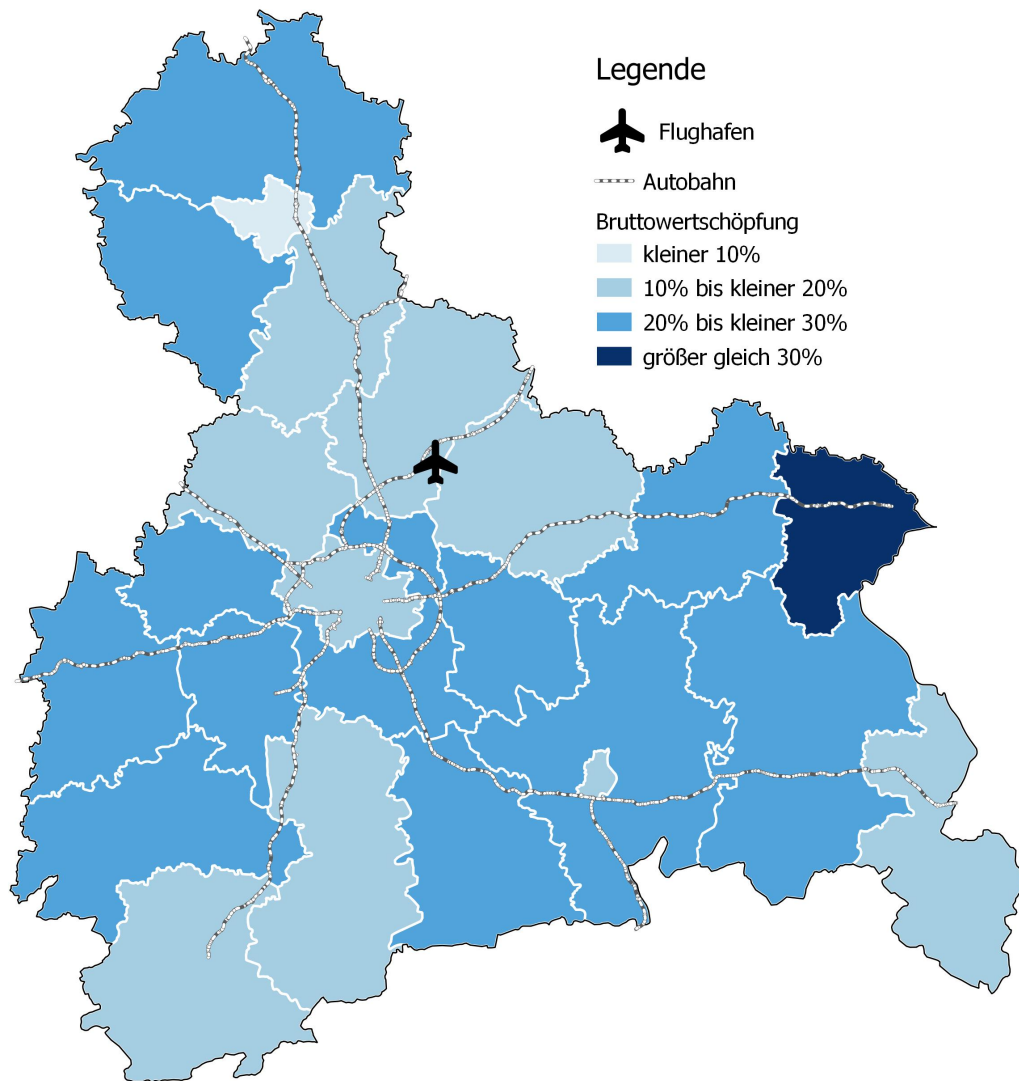 Legende
Flughafen
Autobahn
Bruttowertschöpfung
kleiner 10%
10% bis kleiner 20%
20% bis kleiner 30%
größer gleich 30%